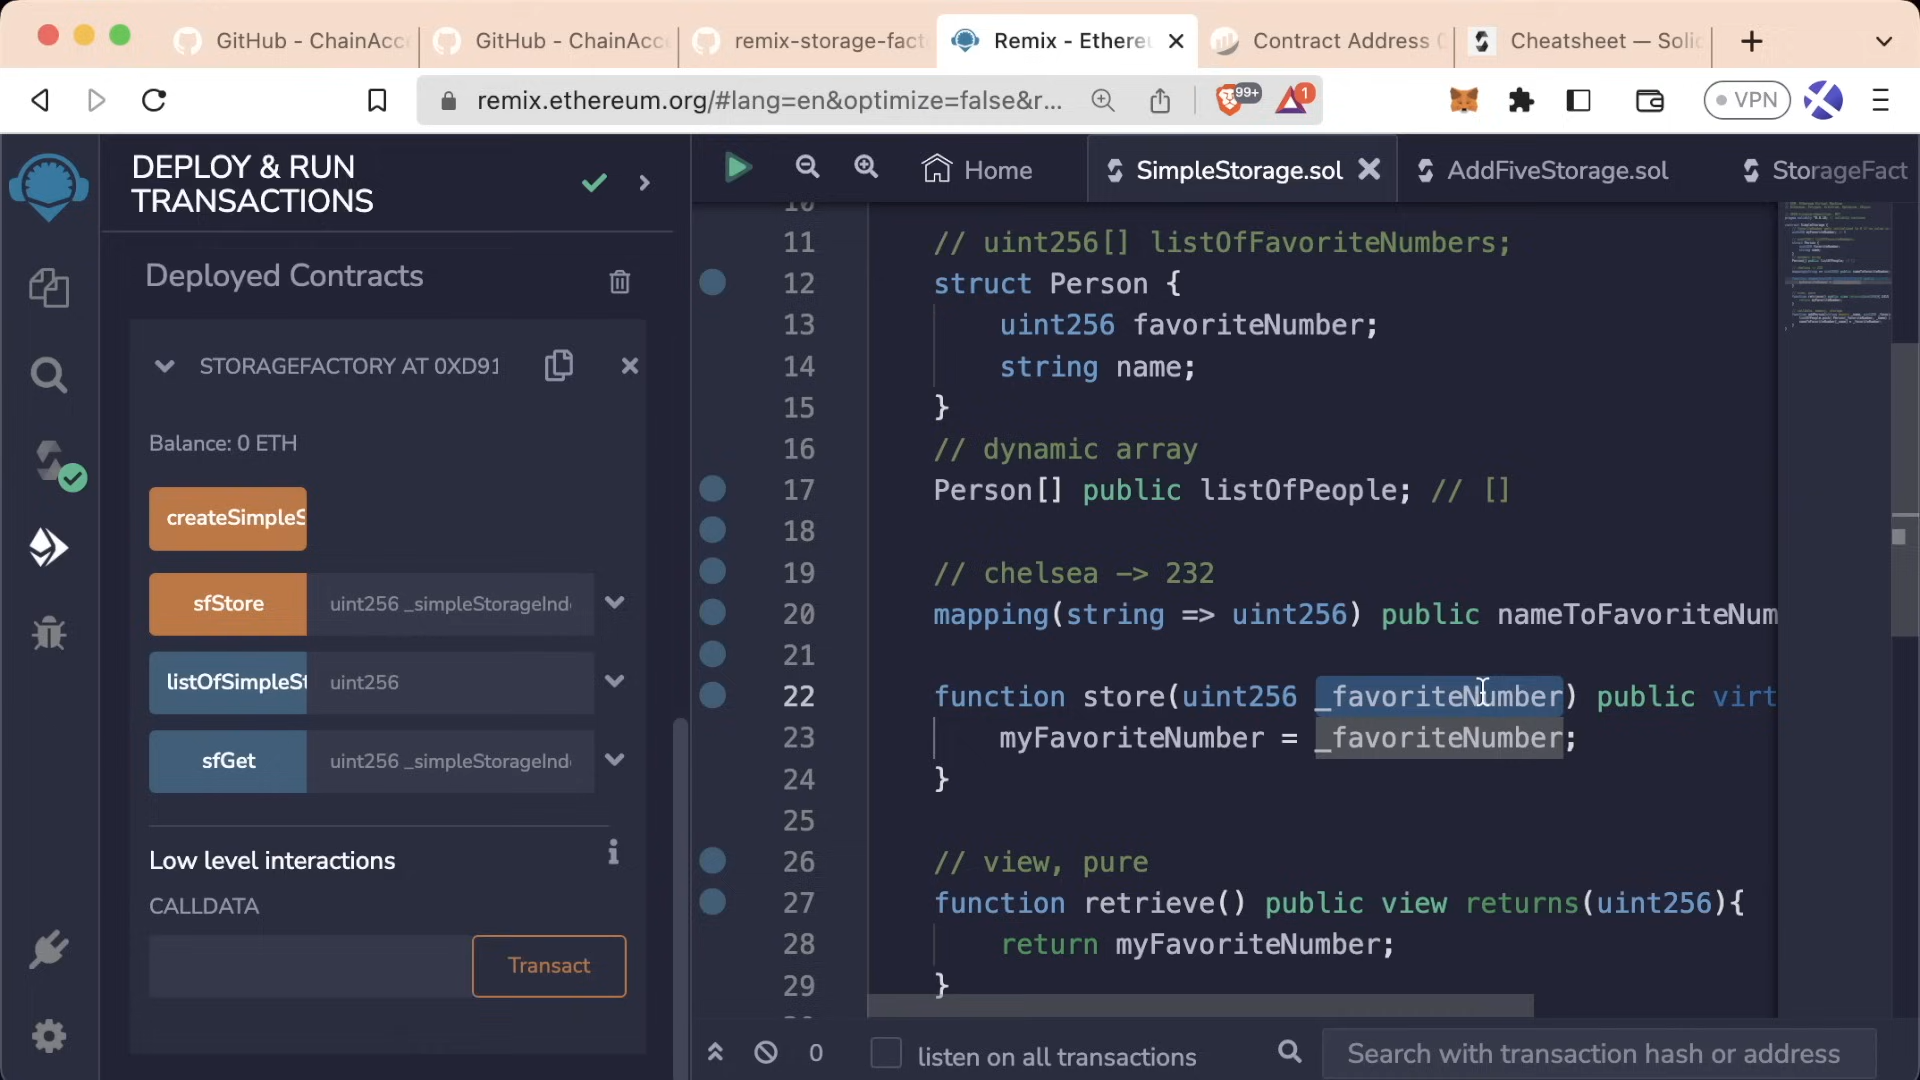 GitHub - ChainAcc
GitHub - ChainAcc
remix-storage-fact
Remix - Ethere
Contract Address 0
Cheatsheet — Solid
remix.ethereum.org/#lang=en&optimize=false&r...
99+
1
VPN
DEPLOY & RUN
TRANSACTIONS
Deployed Contracts
STORAGEFACTORY AT 0XD91
Balance: 0 ETH
createSimpleS
sfStore
uint256 _simpleStorageInd
listOfSimpleSt
uint256
sfGet
uint256 _simpleStorageInd
Low level interactions
CALLDATA
Transact
Home
SimpleStorage.sol
AddFiveStorage.sol
StorageFact
10
11 // uint256[] listOfFavoriteNumbers;
12 struct Person {
13 uint256 favoriteNumber;
14 string name;
15 }
16 // dynamic array
17 Person[] public listOfPeople; // []
18
19 // chelsea -> 232
20 mapping(string => uint256) public nameToFavoriteNum
21
22 function store(uint256 _favoriteNumber) public virt
23 myFavoriteNumber = _favoriteNumber;
24 }
25
26 // view, pure
27 function retrieve() public view returns(uint256){
28 return myFavoriteNumber;
29 }
0
listen on all transactions
Search with transaction hash or address